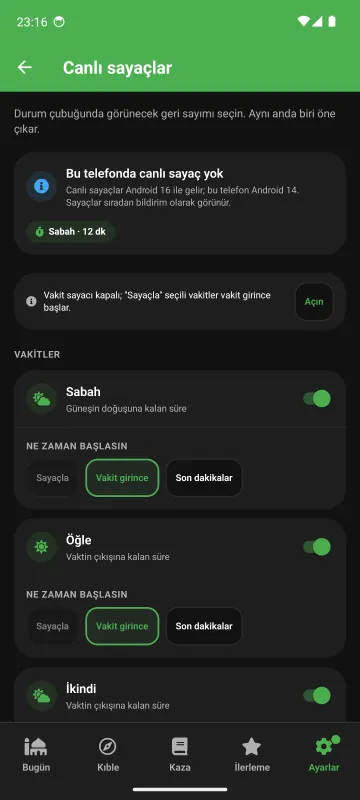 23:16
Canlı sayaçlar
Durum çubuğunda görünecek geri sayımı seçin. Aynı anda biri öne
çıkar.
Bu telefonda canlı sayaç yok
Canlı sayaçlar Android 16 ile gelir; bu telefon Android 14.
Sayaçlar sıradan bildirim olarak görünür.
Sabah · 12 dk
Vakit sayacı kapalı; "Sayaçla" seçili vakitler vakit girince
başlar.
Açın
VAKİTLER
Sabah
Güneşin doğuşuna kalan süre
NE ZAMAN BAŞLASIN
Sayaçla Vakit girince Son dakikalar
Öğle
Vaktin çıkışına kalan süre
NE ZAMAN BAŞLASIN
Sayaçla Vakit girince Son dakikalar
İkindi
Vaktin çıkışına kalan süre
Bugün Kıble Kaza İlerleme Ayarlar